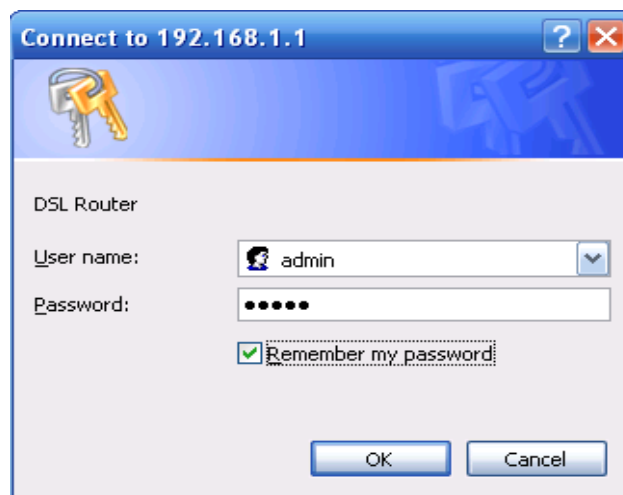 Connect to 192.168.1.1
DSL Router
User name:
admin
Password:
•••••
Remember my password
OK
Cancel